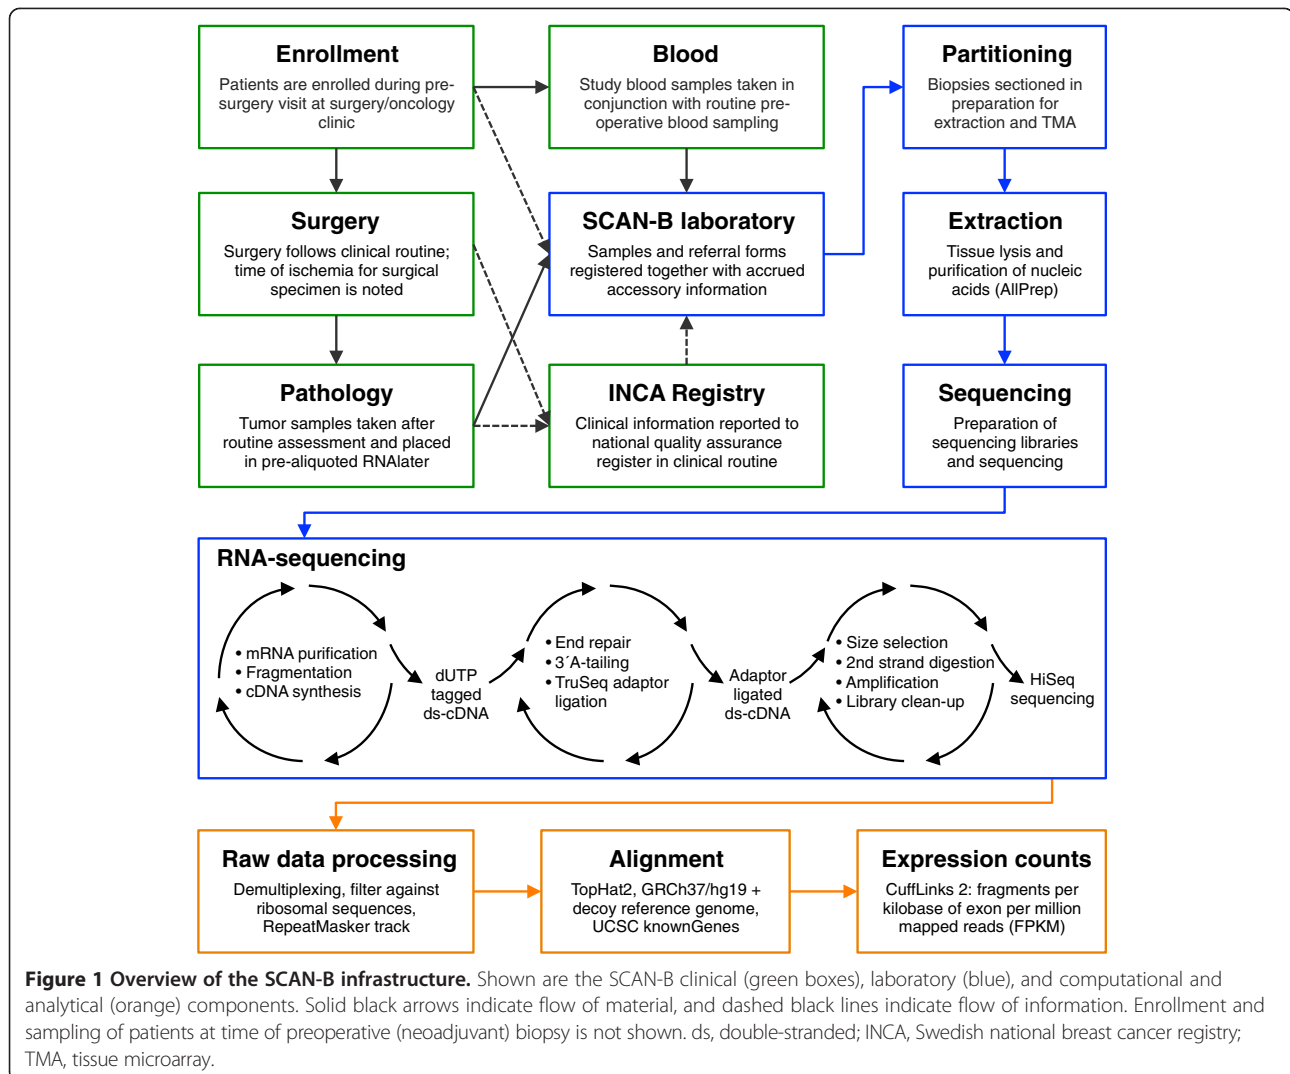 Enrollment
Patients are enrolled during pre-
surgery visit at surgery/oncology
clinic
Blood
Study blood samples taken in
conjunction with routine pre-
operative blood sampling
Partitioning
Biopsies sectioned in
preparation for
extraction and TMA
Surgery
Surgery follows clinical routine;
time of ischemia for surgical
specimen is noted
SCAN-B laboratory
Samples and referral forms
registered together with accrued
accessory information
Extraction
Tissue lysis and
purification of nucleic
acids (AllPrep)
Pathology
Tumor samples taken after
routine assessment and placed
in pre-aliquoted RNAlater
INCA Registry
Clinical information reported to
national quality assurance
register in clinical routine
Sequencing
Preparation of
sequencing libraries
and sequencing
RNA-sequencing
• mRNA purification
• Fragmentation
• cDNA synthesis
dUTP
tagged
ds-cDNA
• End repair
• 3´A-tailing
• TruSeq adaptor
ligation
Adaptor
ligated
ds-cDNA
• Size selection
• 2nd strand digestion
• Amplification
• Library clean-up
HiSeq
sequencing
Raw data processing
Demultiplexing, filter against
ribosomal sequences,
RepeatMasker track
Alignment
TopHat2, GRCh37/hg19 +
decoy reference genome,
UCSC knownGenes
Expression counts
CuffLinks 2: fragments per
kilobase of exon per million
mapped reads (FPKM)
Figure 1 Overview of the SCAN-B infrastructure. Shown are the SCAN-B clinical (green boxes), laboratory (blue), and computational and
analytical (orange) components. Solid black arrows indicate flow of material, and dashed black lines indicate flow of information. Enrollment and
sampling of patients at time of preoperative (neoadjuvant) biopsy is not shown. ds, double-stranded; INCA, Swedish national breast cancer registry;
TMA, tissue microarray.